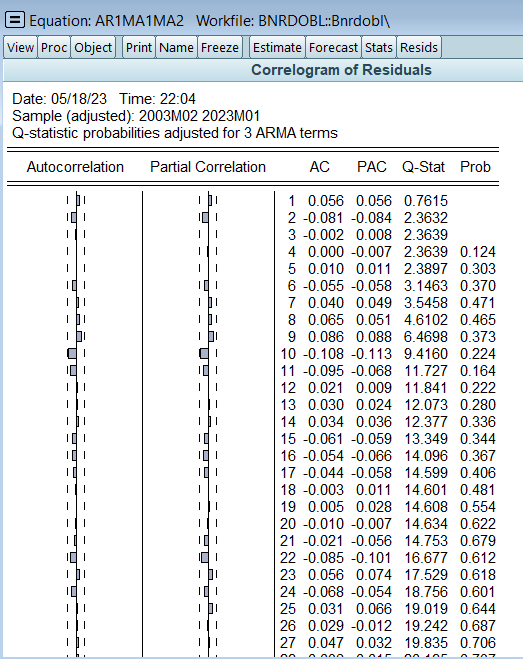 Equation: AR1MA1MA2 Workfile: BNRDOBL::Bnrdobl\
View Proc Object Print Name Freeze Estimate Forecast Stats Resids
Correlogram of Residuals
Date: 05/18/23 Time: 22:04
Sample (adjusted): 2003M02 2023M01
Q-statistic probabilities adjusted for 3 ARMA terms
Autocorrelation Partial Correlation AC PAC Q-Stat Prob
1 0.056 0.056 0.7615
2 -0.081 -0.084 2.3632
3 -0.002 0.008 2.3639
4 0.000 -0.007 2.3639 0.124
5 0.010 0.011 2.3897 0.303
6 -0.055 -0.058 3.1463 0.370
7 0.040 0.049 3.5458 0.471
8 0.065 0.051 4.6102 0.465
9 0.086 0.088 6.4698 0.373
10 -0.108 -0.113 9.4160 0.224
11 -0.095 -0.068 11.727 0.164
12 0.021 0.009 11.841 0.222
13 0.030 0.024 12.073 0.280
14 0.034 0.036 12.377 0.336
15 -0.061 -0.059 13.349 0.344
16 -0.054 -0.066 14.096 0.367
17 -0.044 -0.058 14.599 0.406
18 -0.003 0.011 14.601 0.481
19 0.005 0.028 14.608 0.554
20 -0.010 -0.007 14.634 0.622
21 -0.021 -0.056 14.753 0.679
22 -0.085 -0.101 16.677 0.612
23 0.056 0.074 17.529 0.618
24 -0.068 -0.054 18.756 0.601
25 0.031 0.066 19.019 0.644
26 0.029 -0.012 19.242 0.687
27 0.047 0.032 19.835 0.706